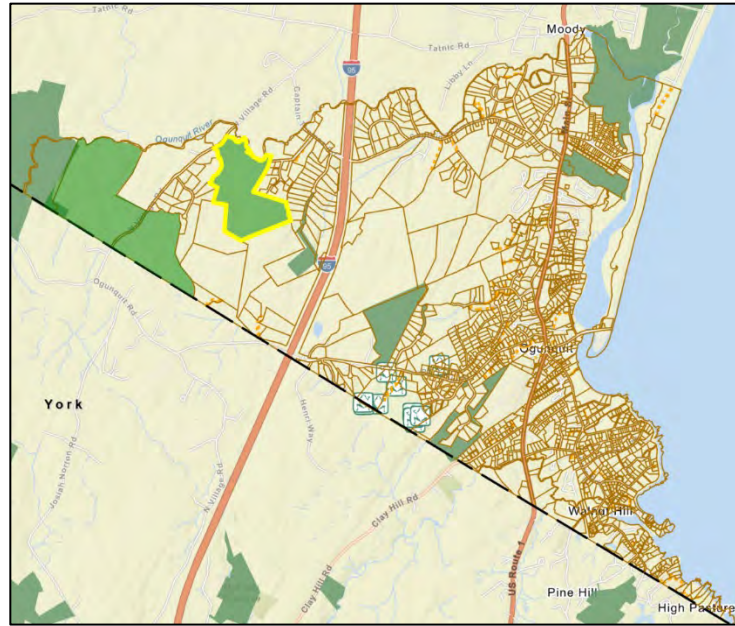 Moody
Tatnic Rd
Tatnic Rd
Libby Ln
95
Village Rd
Captain T
Main St
Ogunquit River
95
Ogunquit Rd
Ogunquit
York
Henri Way
Josiah Norton Rd
N Village Rd
Clay Hill Rd
Walnut Hill
Clay Hill Rd
US Route 1
Pine Hill
High Pasture